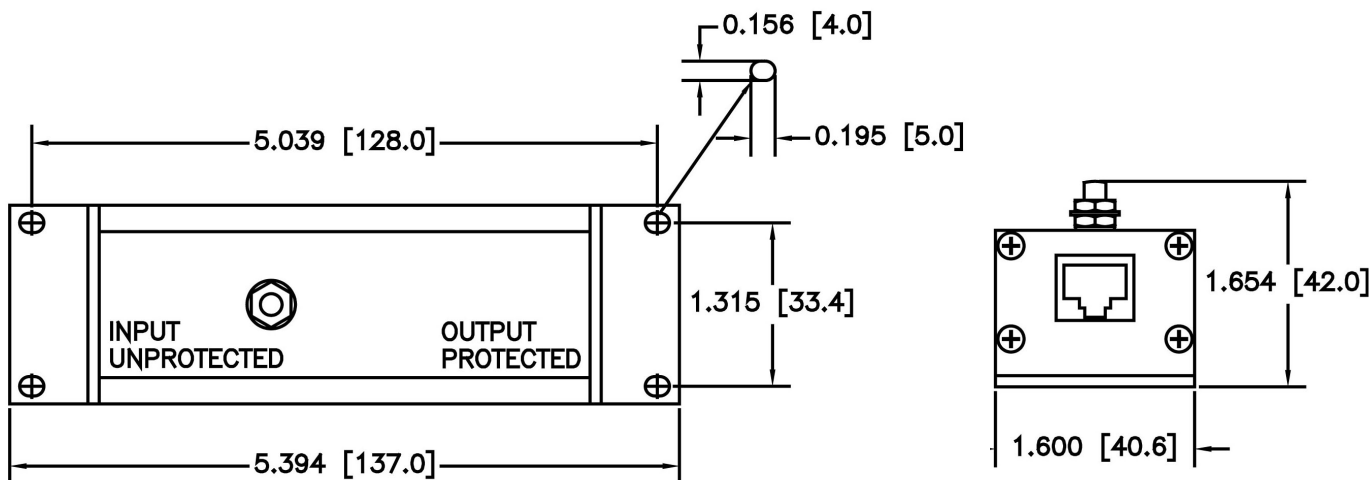 0.156 [4.0]
5.039 [128.0]
0.195 [5.0]
1.315 [33.4]
1.654 [42.0]
INPUT
UNPROTECTED
OUTPUT
PROTECTED
5.394 [137.0]
1.600 [40.6]